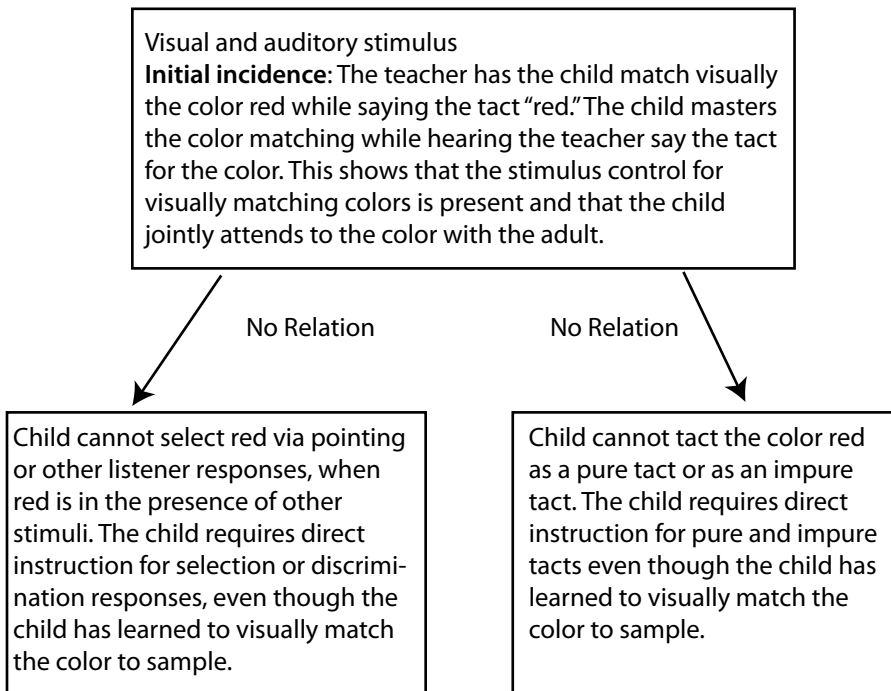 Visual and auditory stimulus
Initial incidence: The teacher has the child match visually
the color red while saying the tact “red.” The child masters
the color matching while hearing the teacher say the tact
for the color. This shows that the stimulus control for
visually matching colors is present and that the child
jointly attends to the color with the adult.
No Relation
No Relation
Child cannot select red via pointing
or other listener responses, when
red is in the presence of other
stimuli. The child requires direct
instruction for selection or discrimi-
nation responses, even though the
child has learned to visually match
the color to sample.
Child cannot tact the color red
as a pure tact or as an impure
tact. The child requires direct
instruction for pure and impure
tacts even though the child has
learned to visually match the
color to sample.